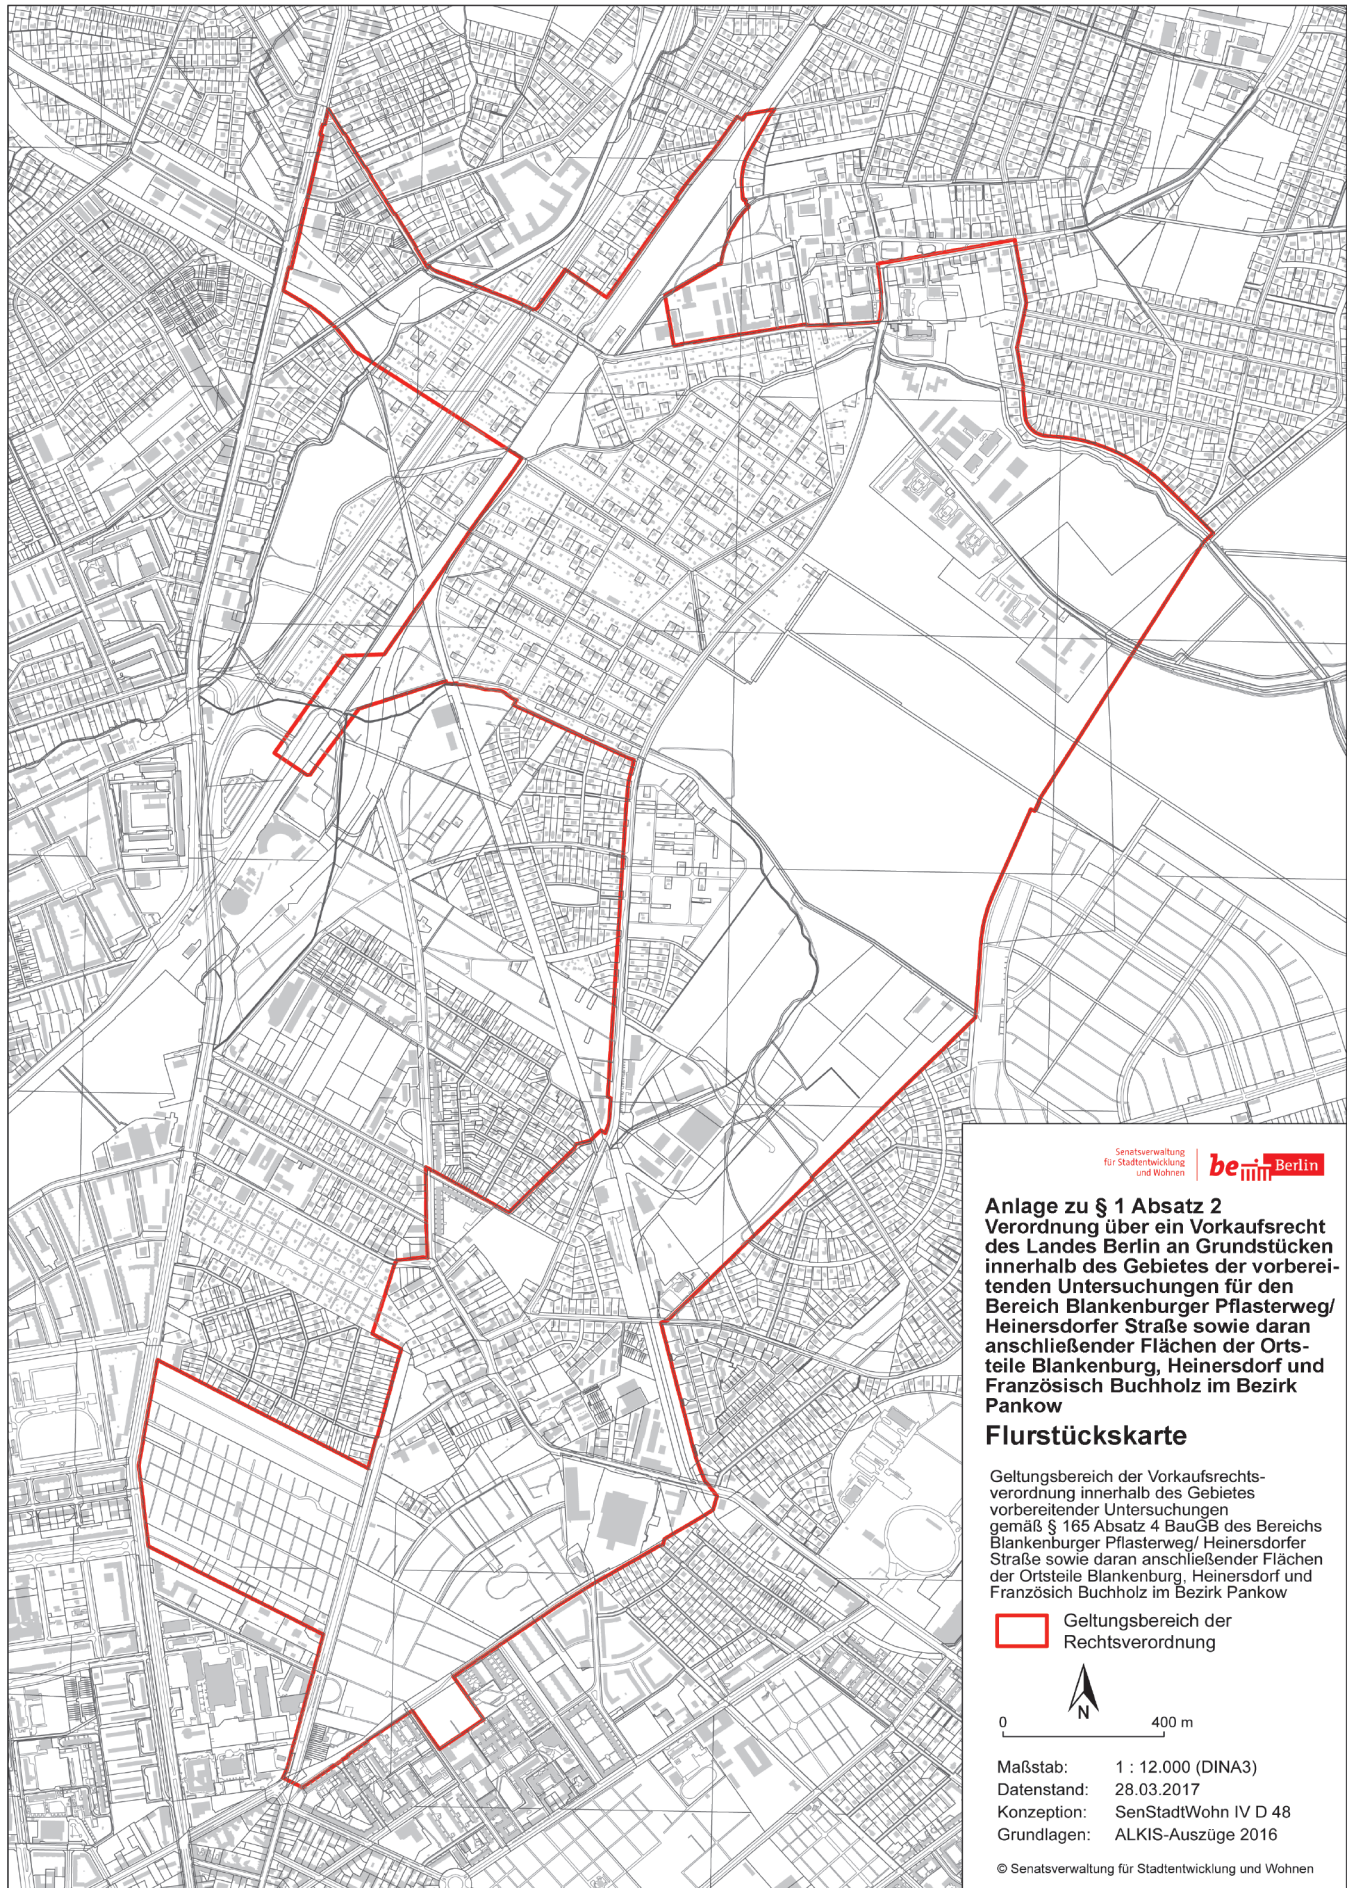 Senatsverwaltung
für Stadtentwicklung
und Wohnen
be Berlin
Anlage zu § 1 Absatz 2
Verordnung über ein Vorkaufsrecht
des Landes Berlin an Grundstücken
innerhalb des Gebietes der vorberei-
tenden Untersuchungen für den
Bereich Blankenburger Pflasterweg/
Heinersdorfer Straße sowie daran
anschließender Flächen der Orts-
teile Blankenburg, Heinersdorf und
Französisch Buchholz im Bezirk
Pankow
Flurstückskarte
Geltungsbereich der Vorkaufsrechts-
verordnung innerhalb des Gebietes
vorbereitender Untersuchungen
gemäß § 165 Absatz 4 BauGB des Bereichs
Blankenburger Pflasterweg/ Heinersdorfer
Straße sowie daran anschließender Flächen
der Ortsteile Blankenburg, Heinersdorf und
Französich Buchholz im Bezirk Pankow
Geltungsbereich der
Rechtsverordnung
N
0 400 m
Maßstab: 1 : 12.000 (DINA3)
Datenstand: 28.03.2017
Konzeption: SenStadtWohn IV D 48
Grundlagen: ALKIS-Auszüge 2016
© Senatsverwaltung für Stadtentwicklung und Wohnen